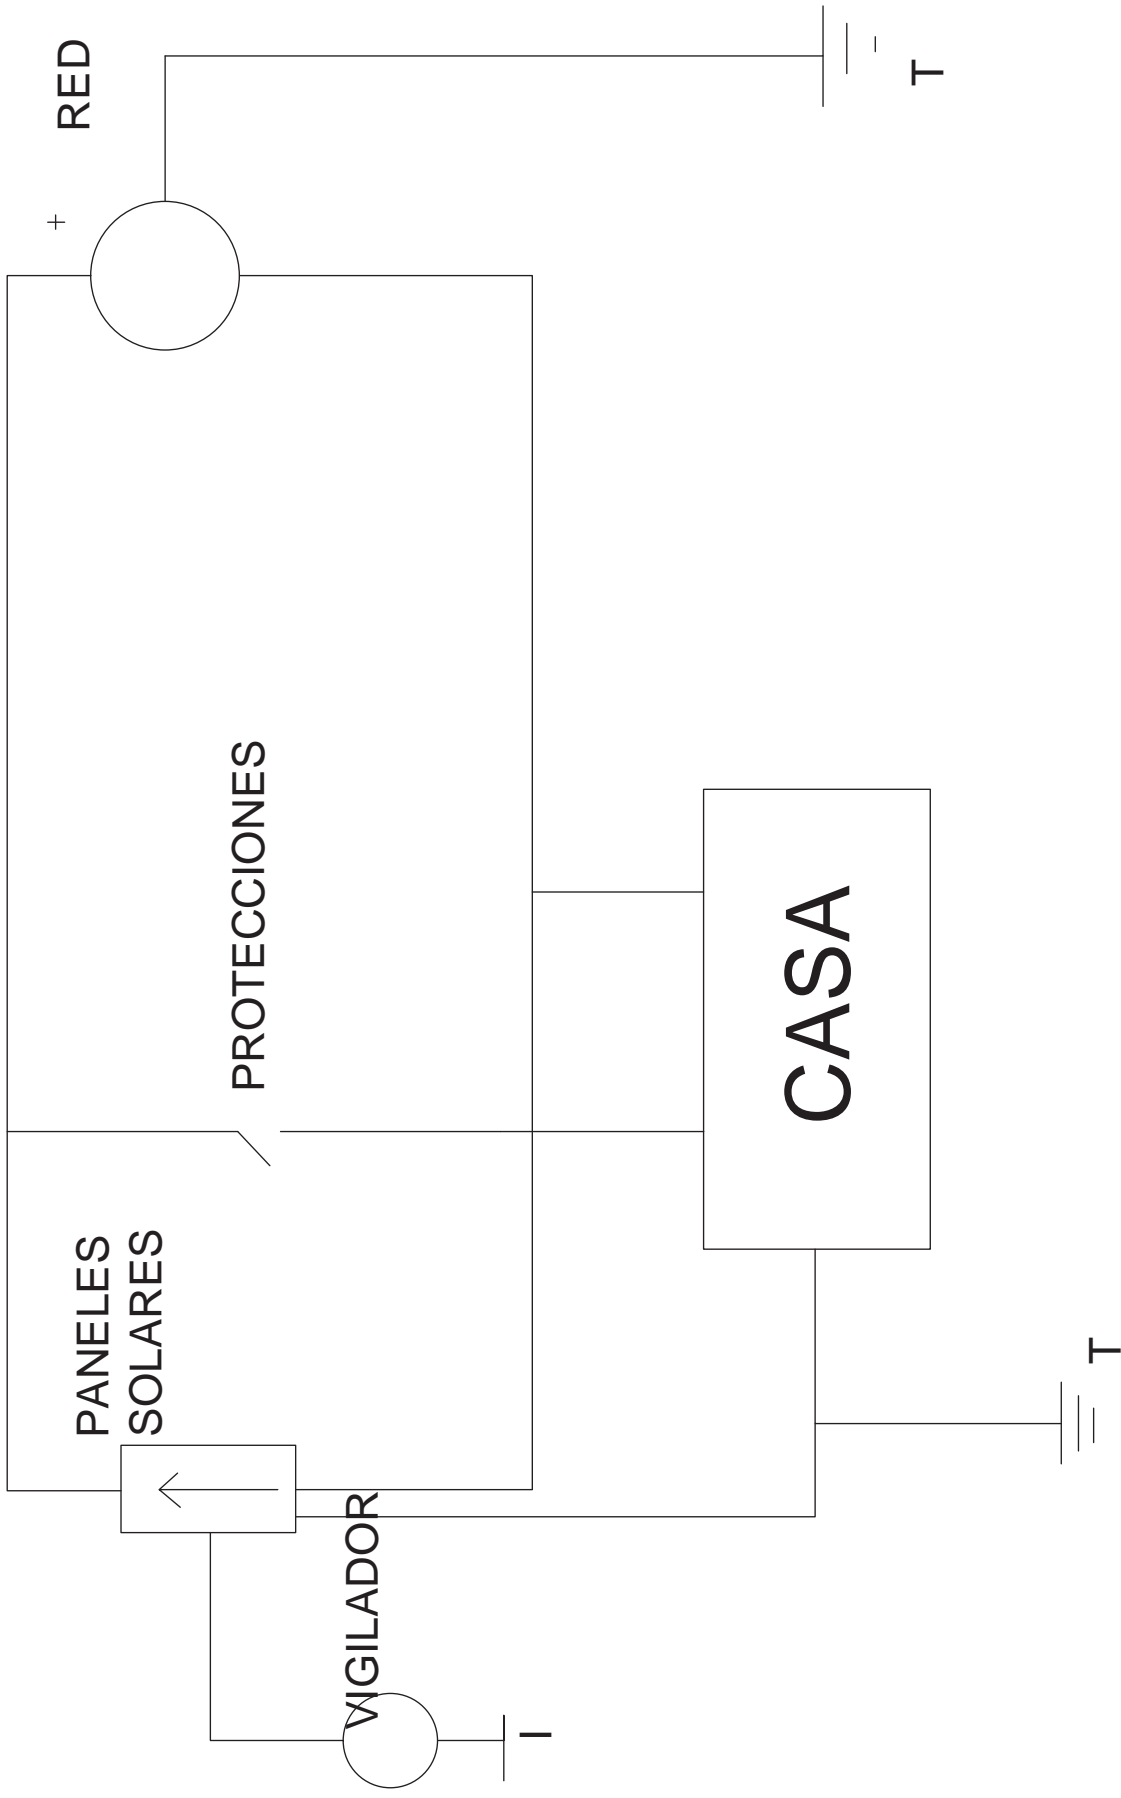 PANELES
SOLARES
PROTECCIONES
+
RED
VIGILADOR
I
CASA
T
T